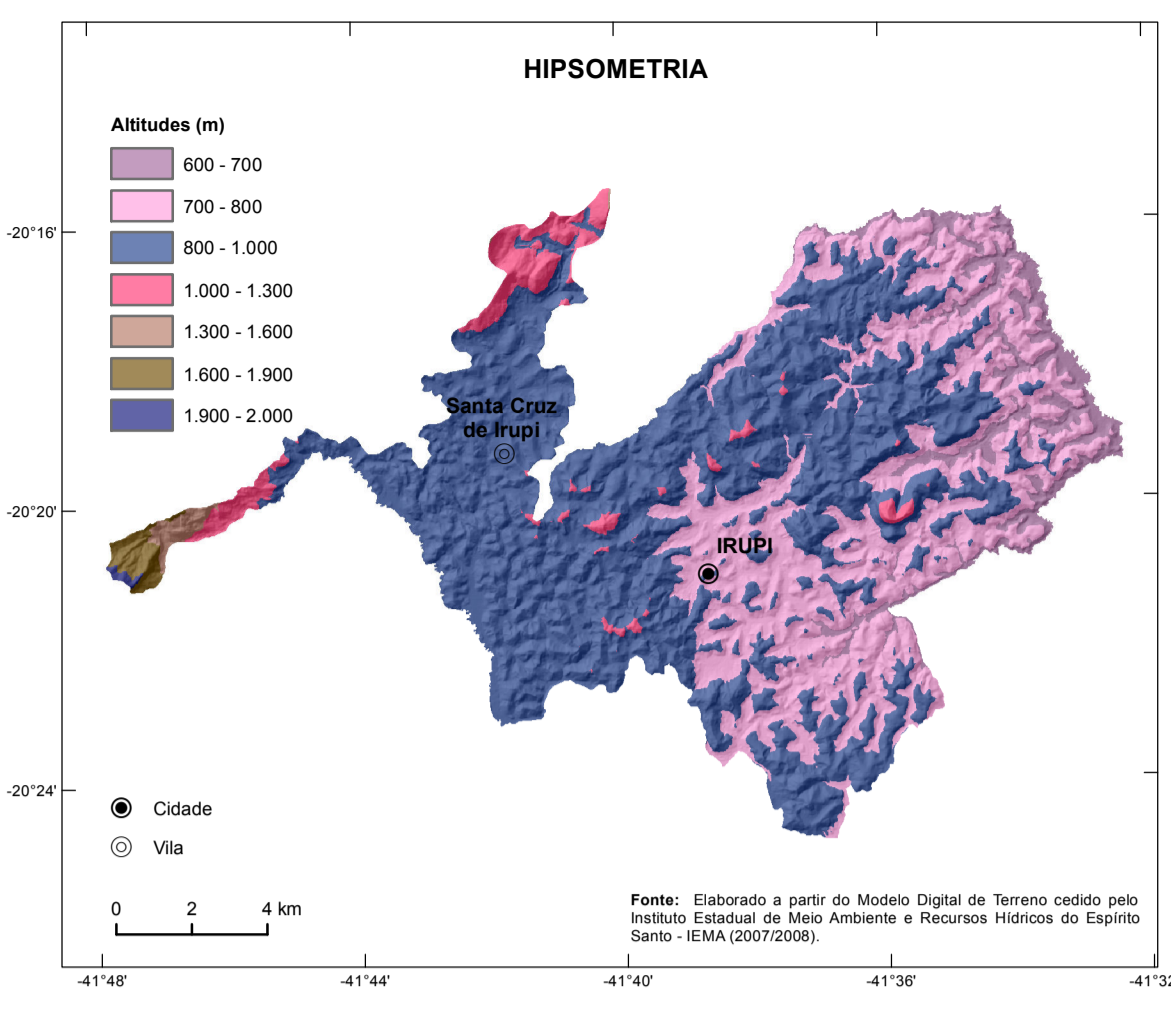 HIPSOMETRIA
Altitudes (m)
600 - 700
700 - 800
800 - 1.000
1.000 - 1.300
1.300 - 1.600
1.600 - 1.900
1.900 - 2.000
-20°16'
Santa Cruz
de Irupi
-20°20'
IRUPI
-20°24'
Cidade
Vila
0 2 4 km
Fonte: Elaborado a partir do Modelo Digital de Terreno cedido pelo
Instituto Estadual de Meio Ambiente e Recursos Hídricos do Espírito
Santo - IEMA (2007/2008).
-41°48' -41°44' -41°40' -41°36' -41°32